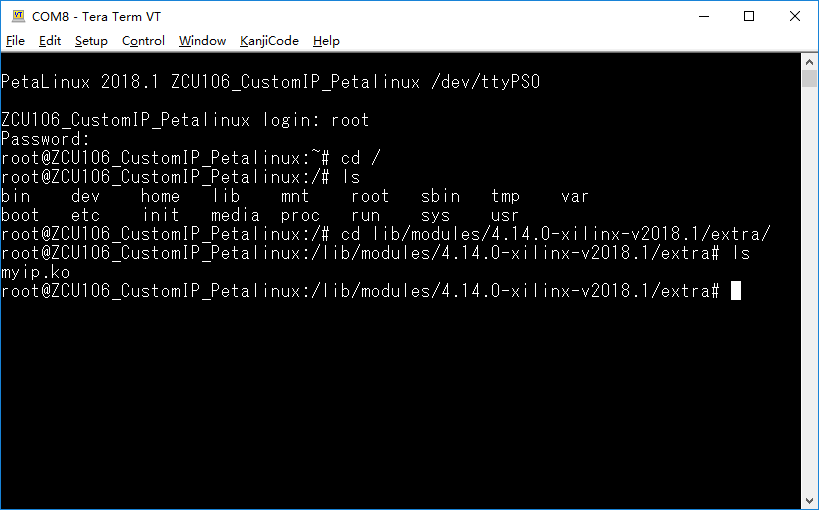 COM8 - Tera Term VT
File Edit Setup Control Window KanjiCode Help
PetaLinux 2018.1 ZCU106_CustomIP_Petalinux /dev/ttyPS0
ZCU106_CustomIP_Petalinux login: root
Password:
root@ZCU106_CustomIP_Petalinux:~# cd /
root@ZCU106_CustomIP_Petalinux:/# ls
bin dev home lib mnt root sbin tmp var
boot etc init media proc run sys usr
root@ZCU106_CustomIP_Petalinux:/# cd lib/modules/4.14.0-xilinx-v2018.1/extra/
root@ZCU106_CustomIP_Petalinux:/lib/modules/4.14.0-xilinx-v2018.1/extra# ls
myip.ko
root@ZCU106_CustomIP_Petalinux:/lib/modules/4.14.0-xilinx-v2018.1/extra#